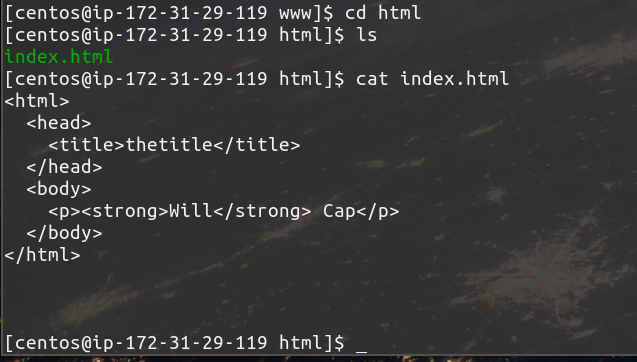 [centos@ip-172-31-29-119 www]$ cd html
[centos@ip-172-31-29-119 html]$ ls
index.html
[centos@ip-172-31-29-119 html]$ cat index.html
<html>
  <head>
    <title>thetitle</title>
  </head>
  <body>
    <p><strong>Will</strong> Cap</p>
  </body>
</html>
[centos@ip-172-31-29-119 html]$ _